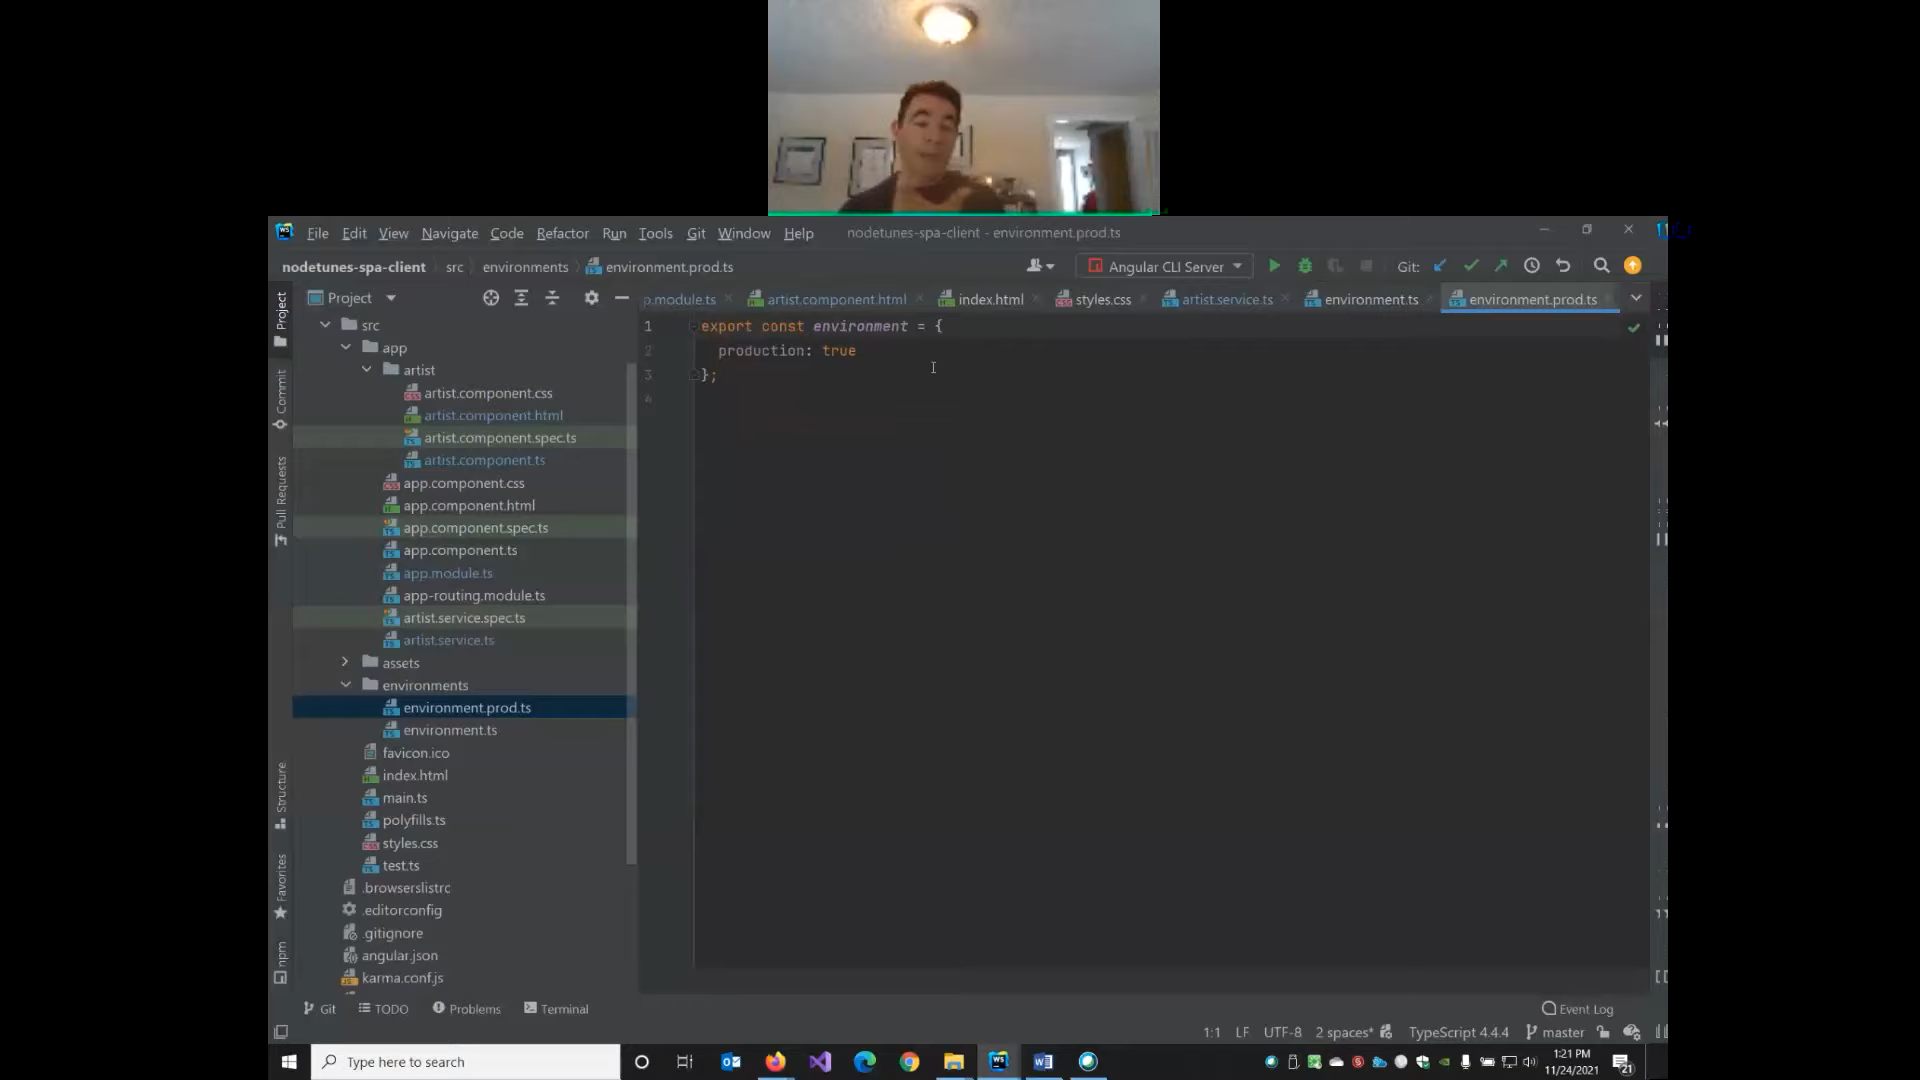 File Edit View Navigate Code Refactor Run Tools Git Window Help nodetunes-spa-client - environment.prod.ts
nodetunes-spa-client src environments environment.prod.ts Angular CLI Server Git:
Project p.module.ts artist.component.html index.html styles.css artist.service.ts environment.ts environment.prod.ts
Project
Commit
Pull Requests
Structure
Favorites
npm
src
app
artist
artist.component.css
artist.component.html
artist.component.spec.ts
artist.component.ts
app.component.css
app.component.html
app.component.spec.ts
app.component.ts
app.module.ts
app-routing.module.ts
artist.service.spec.ts
artist.service.ts
assets
environments
environment.prod.ts
environment.ts
favicon.ico
index.html
main.ts
polyfills.ts
styles.css
test.ts
.browserslistrc
.editorconfig
.gitignore
angular.json
karma.conf.js
1 export const environment = {
2 production: true
3 };
4
Git TODO Problems Terminal Event Log
1:1 LF UTF-8 2 spaces* TypeScript 4.4.4 master
Type here to search
1:21 PM
11/24/2021
21